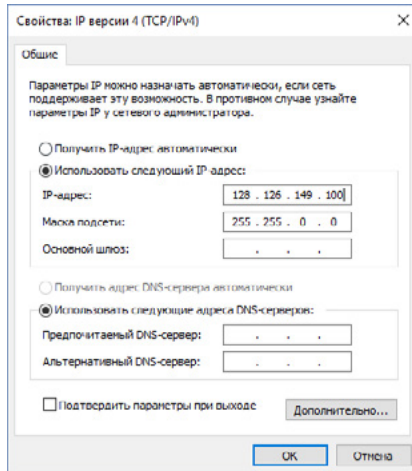 Свойства: IP версии 4 (TCP/IPv4)
Общие
Параметры IP можно назначать автоматически, если сеть
поддерживает эту возможность. В противном случае узнайте
параметры IP у сетевого администратора.
Получить IP-адрес автоматически
Использовать следующий IP-адрес:
IP-адрес: 128 . 126 . 149 . 100
Маска подсети: 255 . 255 . 0 . 0
Основной шлюз: . . .
Получить адрес DNS-сервера автоматически
Использовать следующие адреса DNS-серверов:
Предпочитаемый DNS-сервер: . . .
Альтернативный DNS-сервер: . . .
Подтвердить параметры при выходе
Дополнительно...
OK Отмена